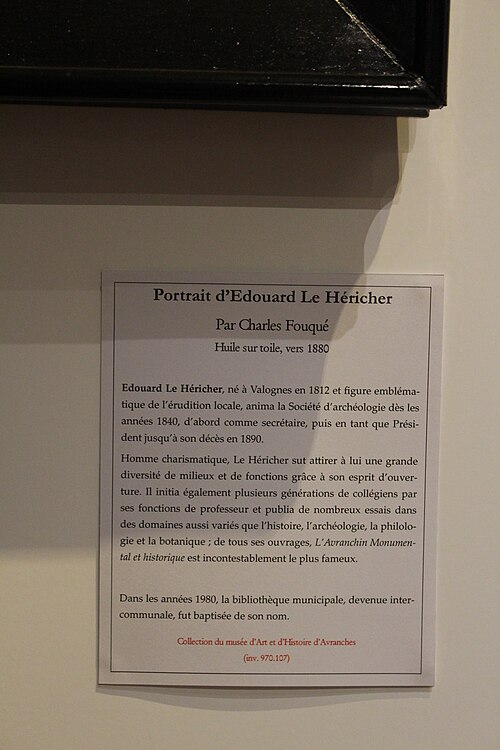 Portrait d'Edouard Le Héricher
Par Charles Fouqué
Huile sur toile, vers 1880
Edouard Le Héricher, né à Valognes en 1812 et figure embléma-
tique de l'érudition locale, anima la Société d'archéologie dès les
années 1840, d'abord comme secrétaire, puis en tant que Prési-
dent jusqu'à son décès en 1890.
Homme charismatique, Le Héricher sut attirer à lui une grande
diversité de milieux et de fonctions grâce à son esprit d'ouver-
ture. Il initia également plusieurs générations de collégiens par
ses fonctions de professeur et publia de nombreux essais dans
des domaines aussi variés que l'histoire, l'archéologie, la philolo-
gie et la botanique ; de tous ses ouvrages, L'Avranchin Monumen-
tal et historique est incontestablement le plus fameux.
Dans les années 1980, la bibliothèque municipale, devenue inter-
communale, fut baptisée de son nom.
Collection du musée d'Art et d'Histoire d'Avranches
(inv. 970.107)